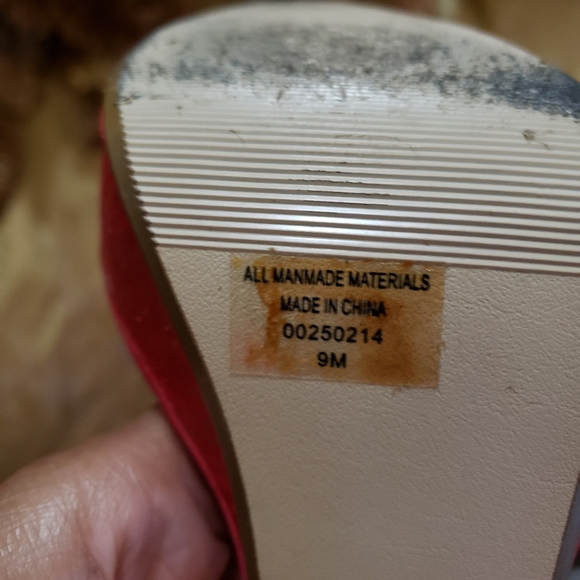 ALL MANMADE MATERIALS
MADE IN CHINA
00250214
9M